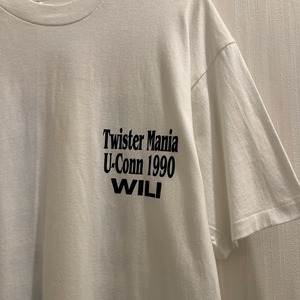 Twister Mania
U-Conn 1990
WILI